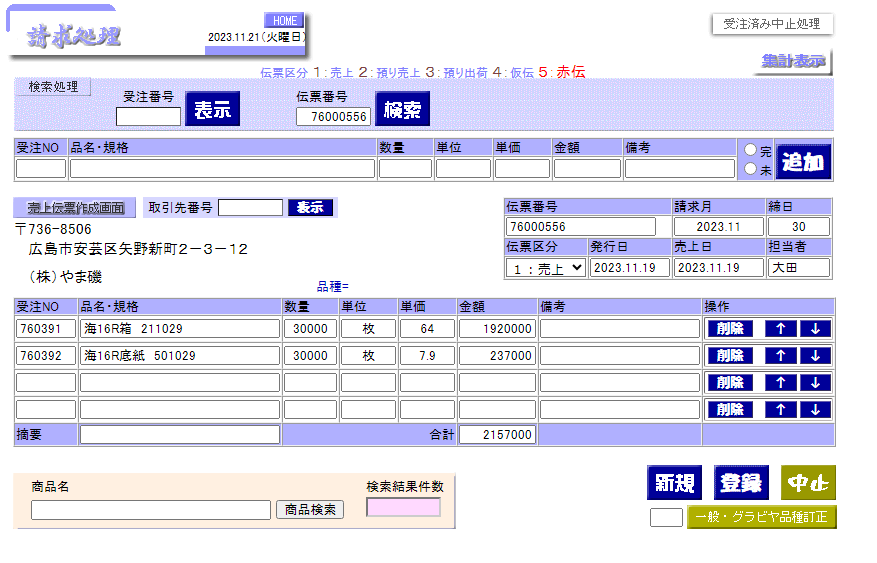 請求処理
HOME
2023.11.21(火曜日)
受注済み中止処理
集計表示
伝票区分 1:売上 2:預り売上 3:預り出荷 4:仮伝 5:赤伝
検索処理
受注番号 表示
伝票番号 76000556 検索
受注NO 品名・規格 数量 単位 単価 金額 備考
完
未
追加
売上伝票作成画面 取引先番号 表示
〒736-8506
広島市安芸区矢野新町2-3-12
(株)やま磯
品種=
伝票番号 請求月 締日
76000556 2023.11 30
伝票区分 発行日 売上日 担当者
1:売上 2023.11.19 2023.11.19 大田
受注NO 品名・規格 数量 単位 単価 金額 備考 操作
760391 海16R箱 211029 30000 枚 64 1920000 削除 ↑ ↓
760392 海16R底紙 501029 30000 枚 7.9 237000 削除 ↑ ↓
削除 ↑ ↓
削除 ↑ ↓
摘要 合計 2157000
商品名 検索結果件数
商品検索
新規 登録 中止
一般・グラビヤ品種訂正